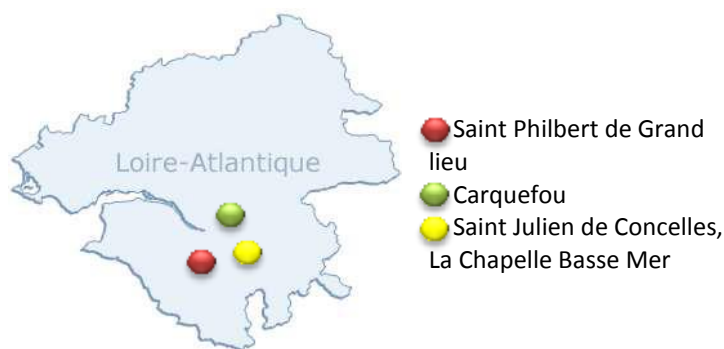 Loire-Atlantique
Saint Philbert de Grand
lieu
Carquefou
Saint Julien de Concelles,
La Chapelle Basse Mer